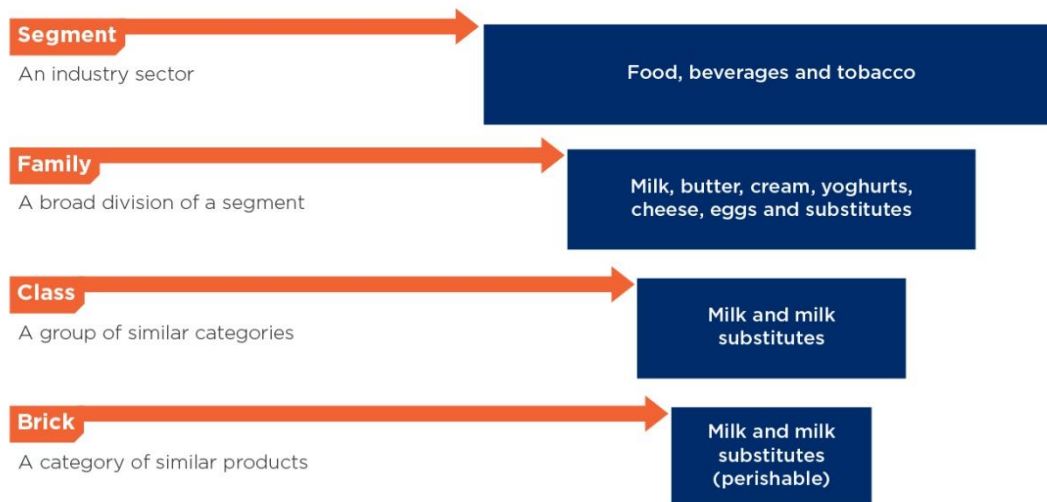 Segment
An industry sector
Food, beverages and tobacco
Family
A broad division of a segment
Milk, butter, cream, yoghurts,
cheese, eggs and substitutes
Class
A group of similar categories
Milk and milk
substitutes
Brick
A category of similar products
Milk and milk
substitutes
(perishable)